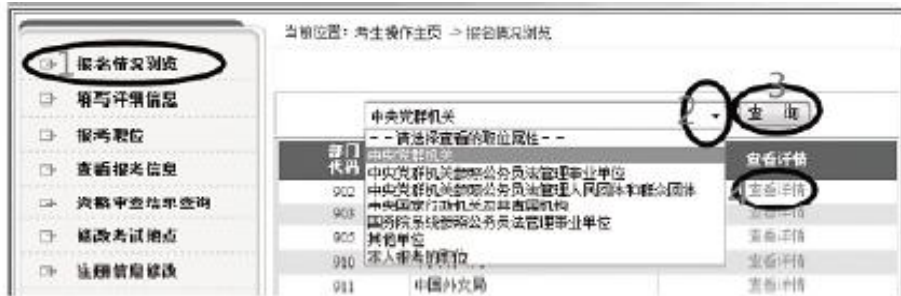 当前位置：考生操作主页 -> 报名情况浏览
1 报名情况浏览
填写详细信息
报考职位
查看报考信息
资格审查结果查询
修改考试地点
注册信息修改
中央党群机关
2
3
查 询
--请选择查看的职位属性--
中央党群机关
中央党群机关参照公务员法管理事业单位
中央党群机关参照公务员法管理人民团体和群众团体
中央国家行政机关及其直属机构
国务院系统参照公务员法管理事业单位
其他单位
本人报考的职位
部门代码
查看详情
902
4 查看详情
903
905
查看详情
910
查看详情
911
中国外文局
查看详情